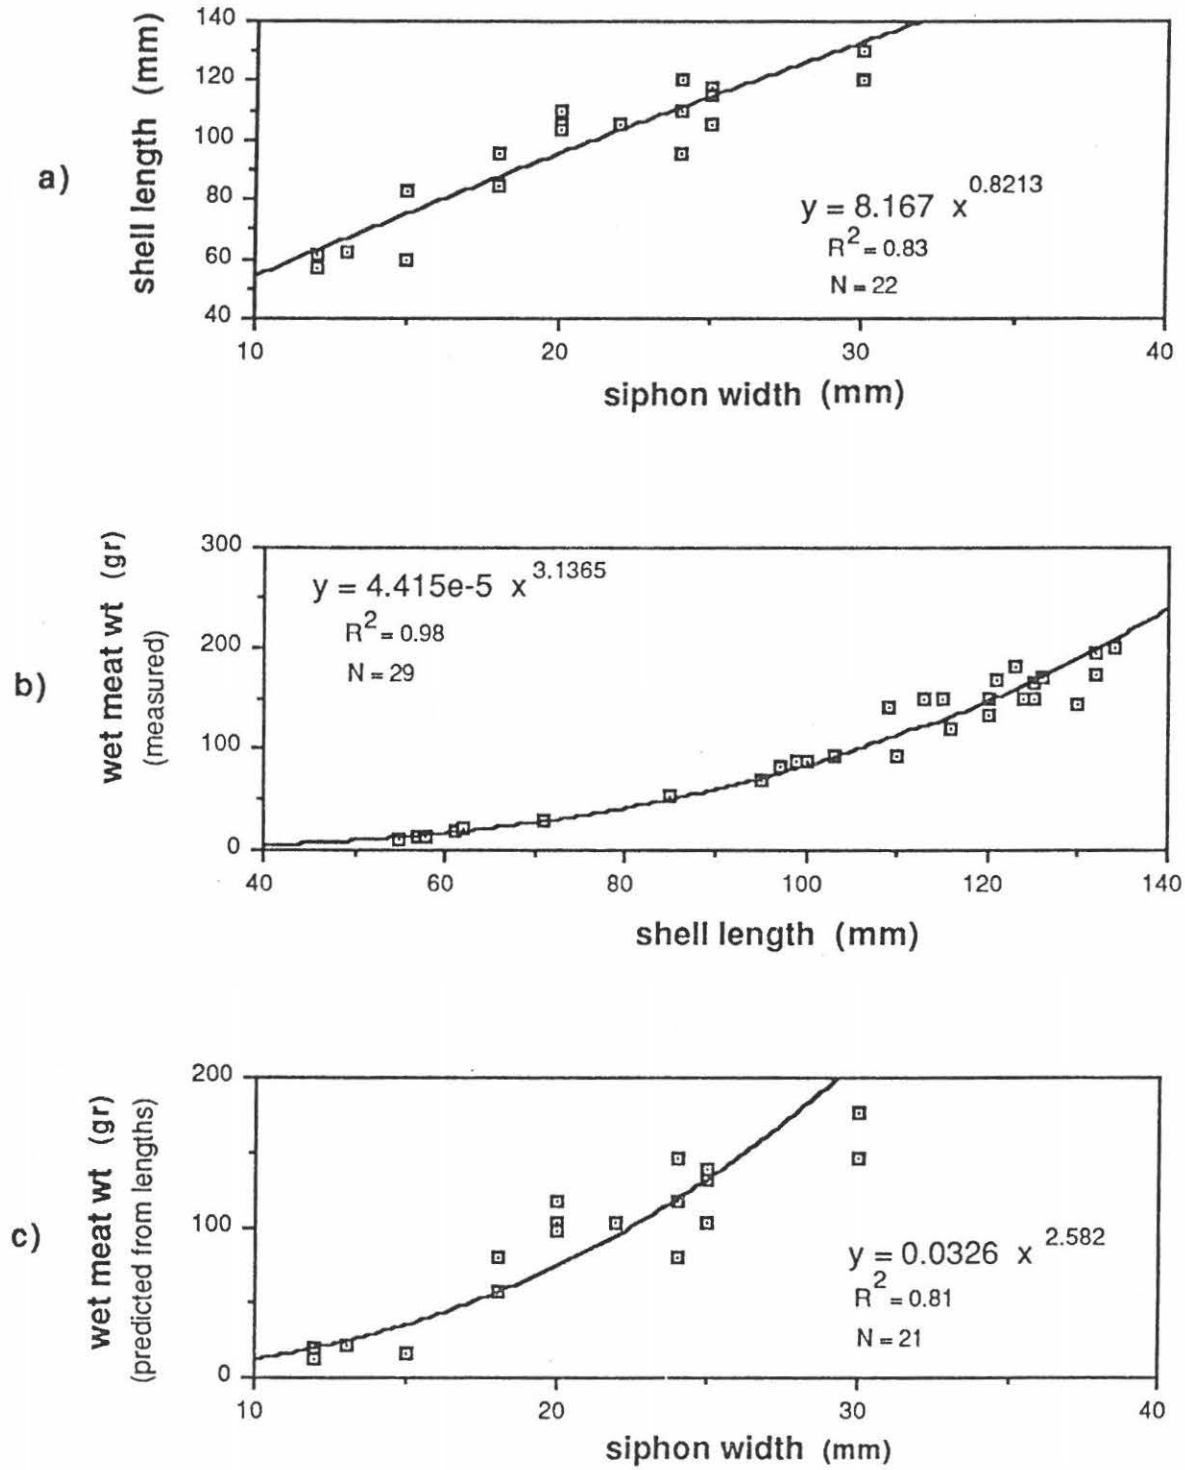 a)
shell length (mm)
140
120
100
80
60
40
y = 8.167 x^0.8213
R^2 = 0.83
N = 22
10 20 30 40
siphon width (mm)
b)
wet meat wt (gr)
(measured)
300
200
100
0
y = 4.415e-5 x^3.1365
R^2 = 0.98
N = 29
40 60 80 100 120 140
shell length (mm)
c)
wet meat wt (gr)
(predicted from lengths)
200
100
0
y = 0.0326 x^2.582
R^2 = 0.81
N = 21
10 20 30 40
siphon width (mm)